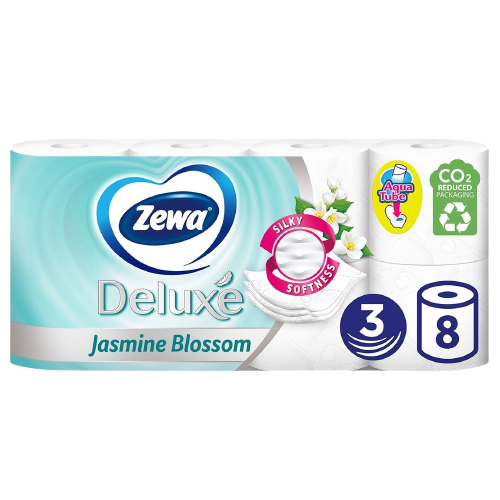 Zewa
Deluxe
Jasmine Blossom
SILKY
SOFTNESS
Aqua
Tube
CO2
REDUCED
PACKAGING
3
8